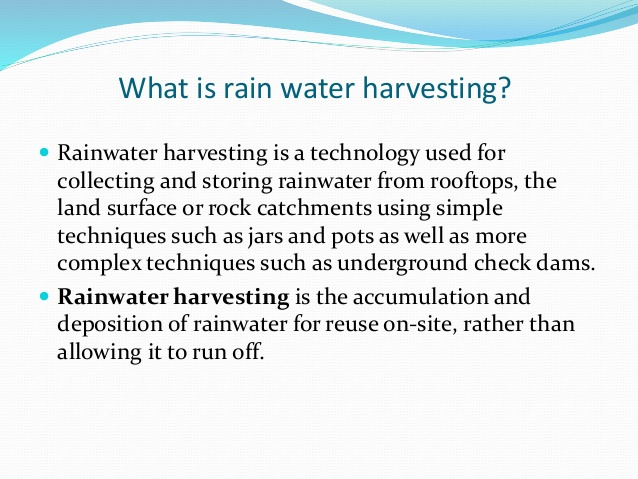 What is rain water harvesting?
• Rainwater harvesting is a technology used for
collecting and storing rainwater from rooftops, the
land surface or rock catchments using simple
techniques such as jars and pots as well as more
complex techniques such as underground check dams.
• Rainwater harvesting is the accumulation and
deposition of rainwater for reuse on-site, rather than
allowing it to run off.